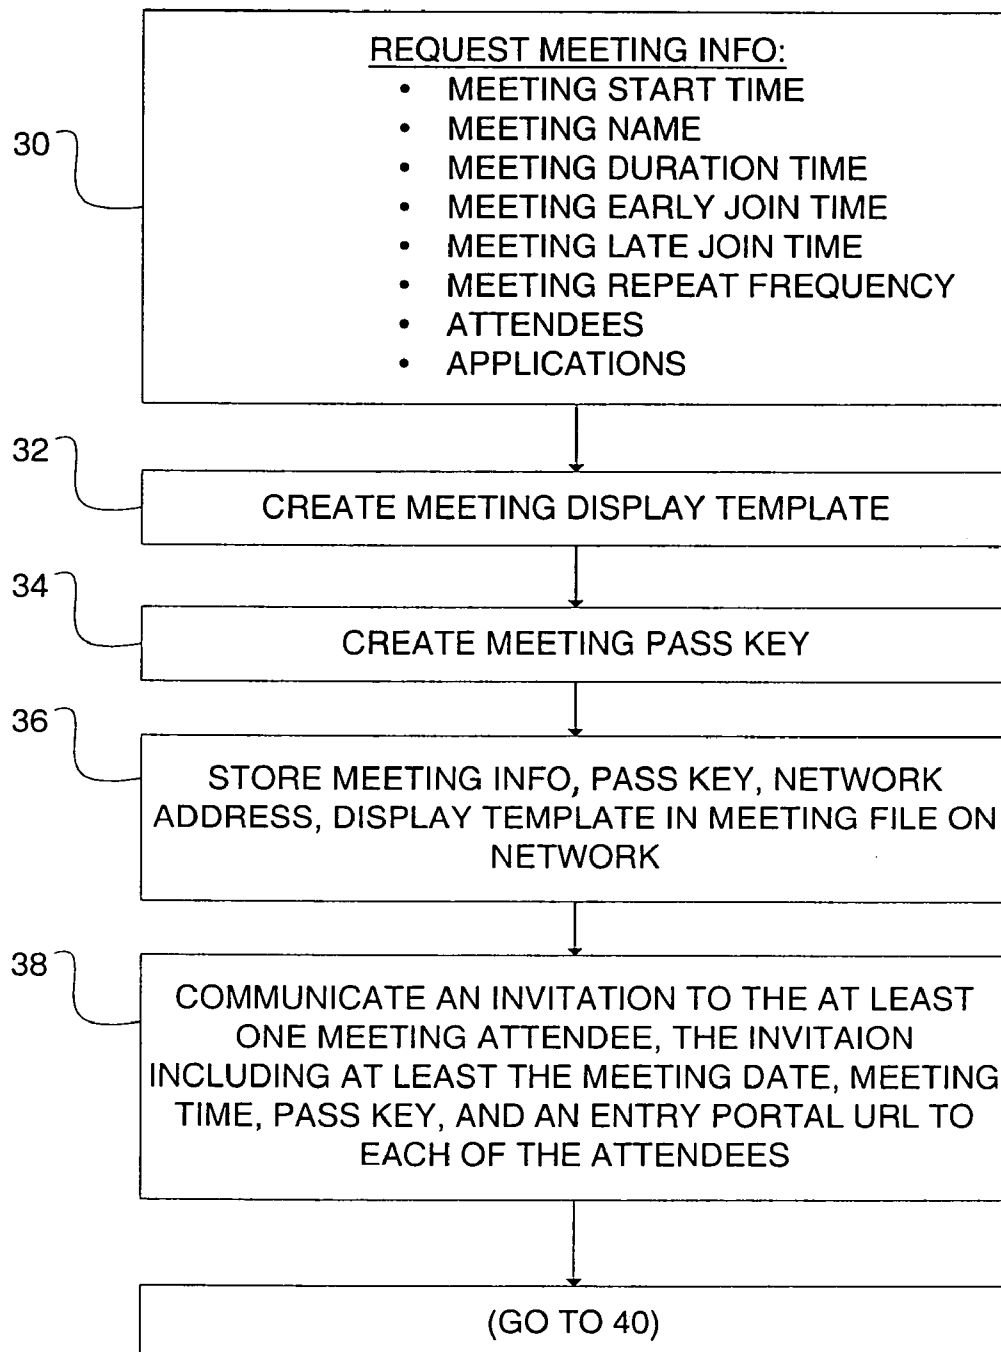 REQUEST MEETING INFO:
• MEETING START TIME
• MEETING NAME
• MEETING DURATION TIME
• MEETING EARLY JOIN TIME
• MEETING LATE JOIN TIME
• MEETING REPEAT FREQUENCY
• ATTENDEES
• APPLICATIONS
30
32
CREATE MEETING DISPLAY TEMPLATE
34
CREATE MEETING PASS KEY
36
STORE MEETING INFO, PASS KEY, NETWORK
ADDRESS, DISPLAY TEMPLATE IN MEETING FILE ON
NETWORK
38
COMMUNICATE AN INVITATION TO THE AT LEAST
ONE MEETING ATTENDEE, THE INVITAION
INCLUDING AT LEAST THE MEETING DATE, MEETING
TIME, PASS KEY, AND AN ENTRY PORTAL URL TO
EACH OF THE ATTENDEES
(GO TO 40)